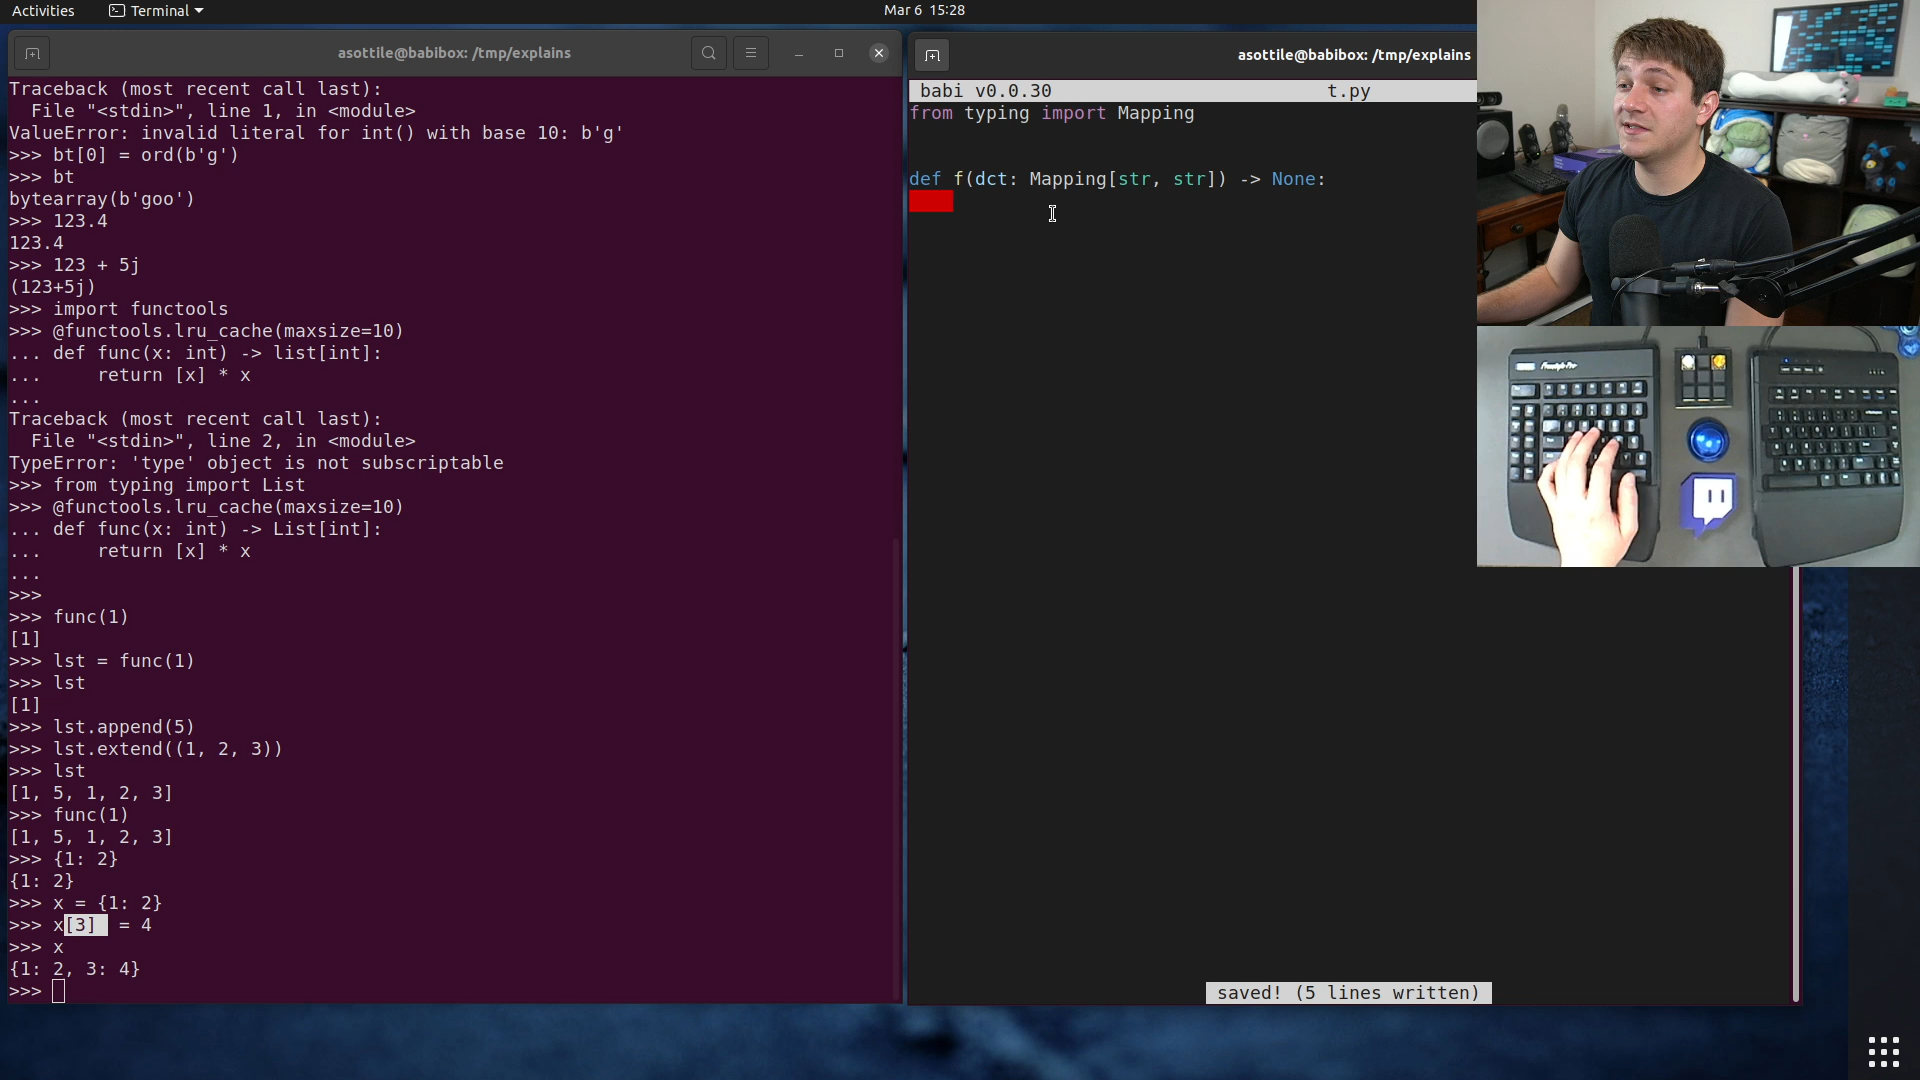 Activities
Terminal
Mar 6 15:28
asottile@babibox: /tmp/explains
Traceback (most recent call last):
  File "<stdin>", line 1, in <module>
ValueError: invalid literal for int() with base 10: b'g'
>>> bt[0] = ord(b'g')
>>> bt
bytearray(b'goo')
>>> 123.4
123.4
>>> 123 + 5j
(123+5j)
>>> import functools
>>> @functools.lru_cache(maxsize=10)
... def func(x: int) -> list[int]:
...     return [x] * x
...
Traceback (most recent call last):
  File "<stdin>", line 2, in <module>
TypeError: 'type' object is not subscriptable
>>> from typing import List
>>> @functools.lru_cache(maxsize=10)
... def func(x: int) -> List[int]:
...     return [x] * x
...
>>>
>>> func(1)
[1]
>>> lst = func(1)
>>> lst
[1]
>>> lst.append(5)
>>> lst.extend((1, 2, 3))
>>> lst
[1, 5, 1, 2, 3]
>>> func(1)
[1, 5, 1, 2, 3]
>>> {1: 2}
{1: 2}
>>> x = {1: 2}
>>> x[3]  = 4
>>> x
{1: 2, 3: 4}
>>>
asottile@babibox: /tmp/explains
babi v0.0.30 t.py
from typing import Mapping
def f(dct: Mapping[str, str]) -> None:
saved! (5 lines written)
Freestyle Pro